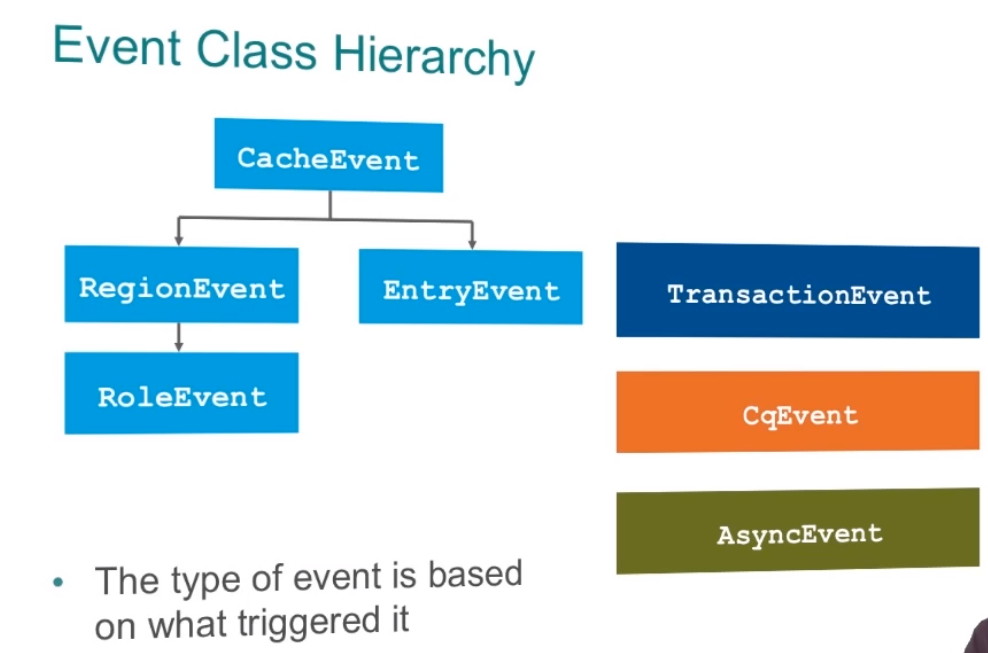 Event Class Hierarchy
CacheEvent
RegionEvent
EntryEvent
TransactionEvent
RoleEvent
CqEvent
AsyncEvent
• The type of event is based
on what triggered it